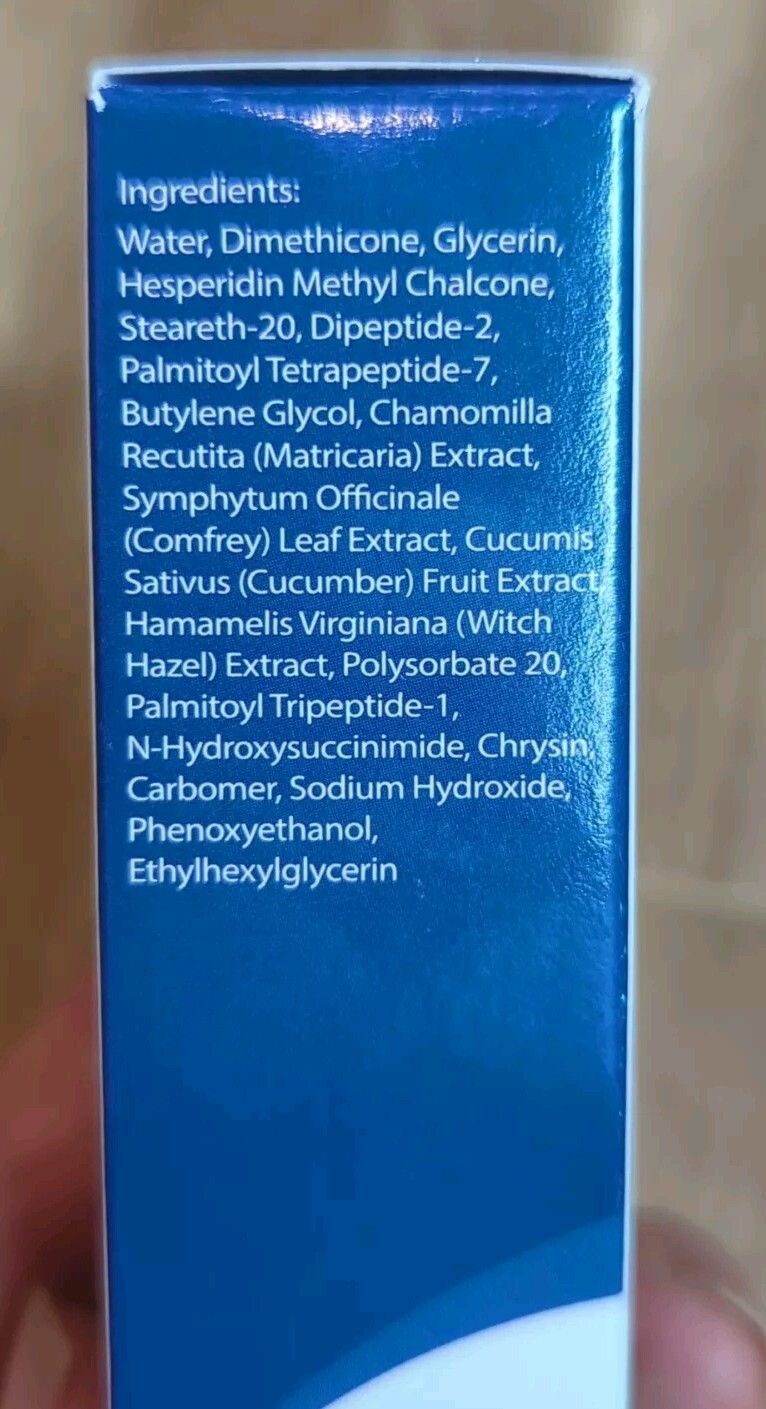 Ingredients:
Water, Dimethicone, Glycerin,
Hesperidin Methyl Chalcone,
Steareth-20, Dipeptide-2,
Palmitoyl Tetrapeptide-7,
Butylene Glycol, Chamomilla
Recutita (Matricaria) Extract,
Symphytum Officinale
(Comfrey) Leaf Extract, Cucumis
Sativus (Cucumber) Fruit Extract,
Hamamelis Virginiana (Witch
Hazel) Extract, Polysorbate 20,
Palmitoyl Tripeptide-1,
N-Hydroxysuccinimide, Chrysin,
Carbomer, Sodium Hydroxide,
Phenoxyethanol,
Ethylhexylglycerin